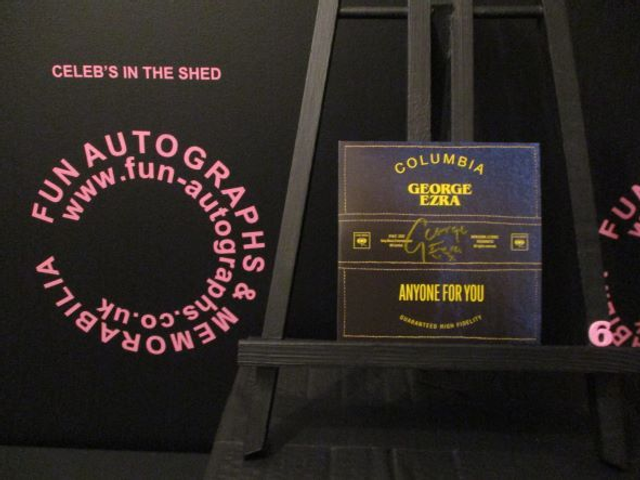 CELEB'S IN THE SHED
FUN AUTOGRAPHS & MEMORABILIA
www.fun-autographs.co.uk
COLUMBIA
GEORGE
EZRA
George
Ezra
ANYONE FOR YOU
GUARANTEED HIGH FIDELITY
6